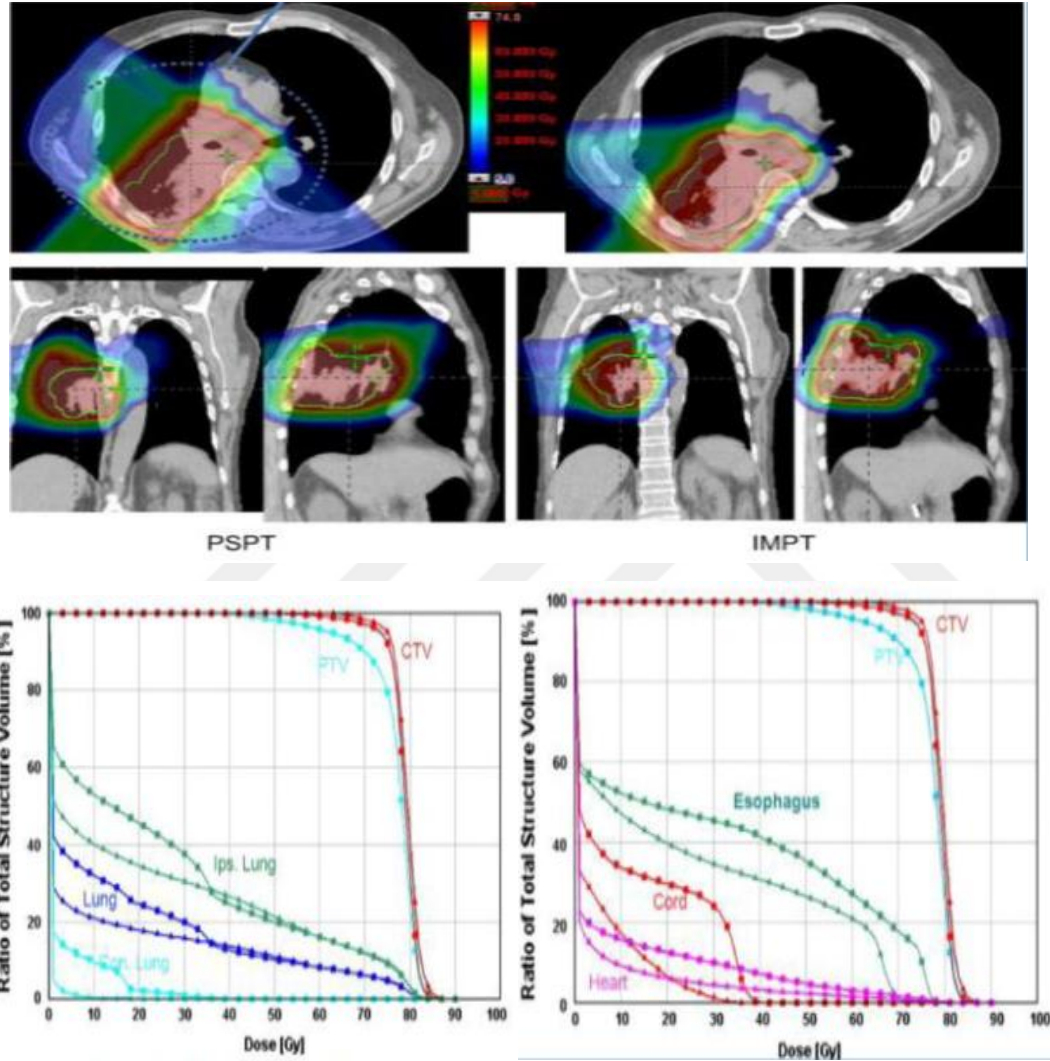 74.8
PSPT
IMPT
Ratio of Total Structure Volume [%]
100
80
60
40
20
0
CTV
PTV
Ips. Lung
Lung
Con. Lung
0 10 20 30 40 50 60 70 80 90 100
Dose [Gy]
Ratio of Total Structure Volume [%]
100
80
60
40
20
0
CTV
PTV
Esophagus
Cord
Heart
0 10 20 30 40 50 60 70 80 90 100
Dose [Gy]